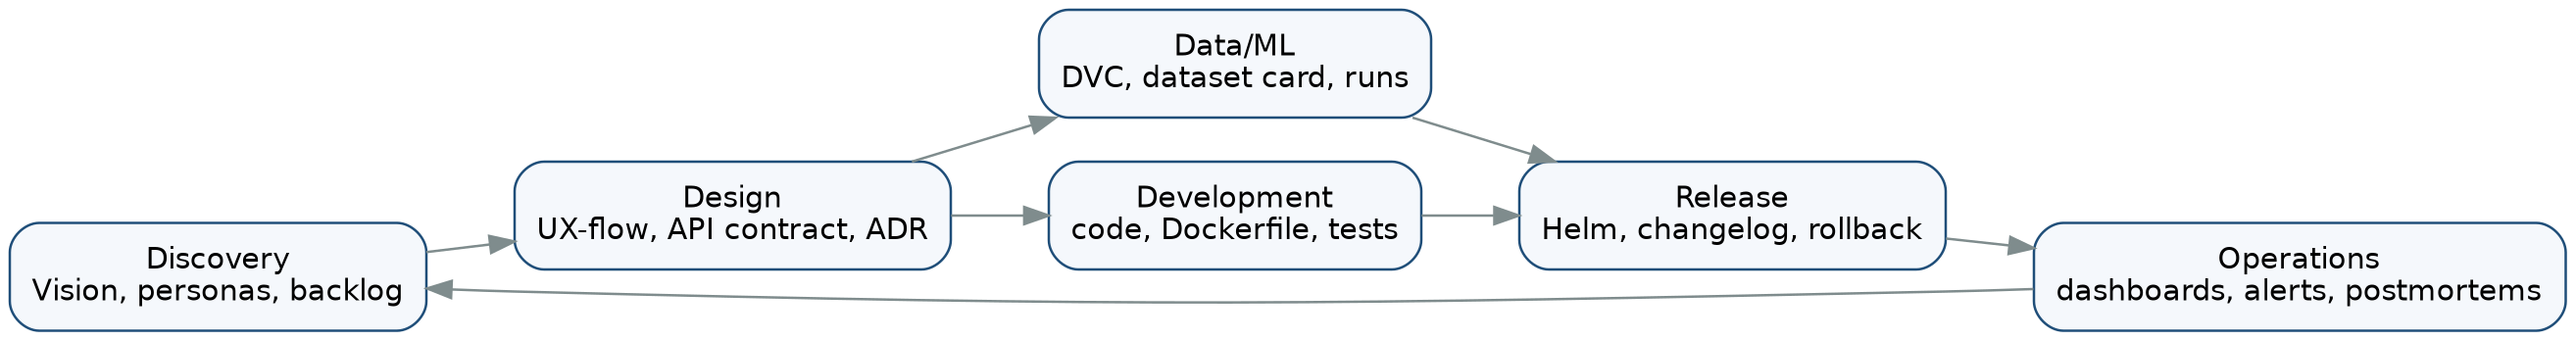 Discovery
Vision, personas, backlog
Design
UX-flow, API contract, ADR
Data/ML
DVC, dataset card, runs
Development
code, Dockerfile, tests
Release
Helm, changelog, rollback
Operations
dashboards, alerts, postmortems